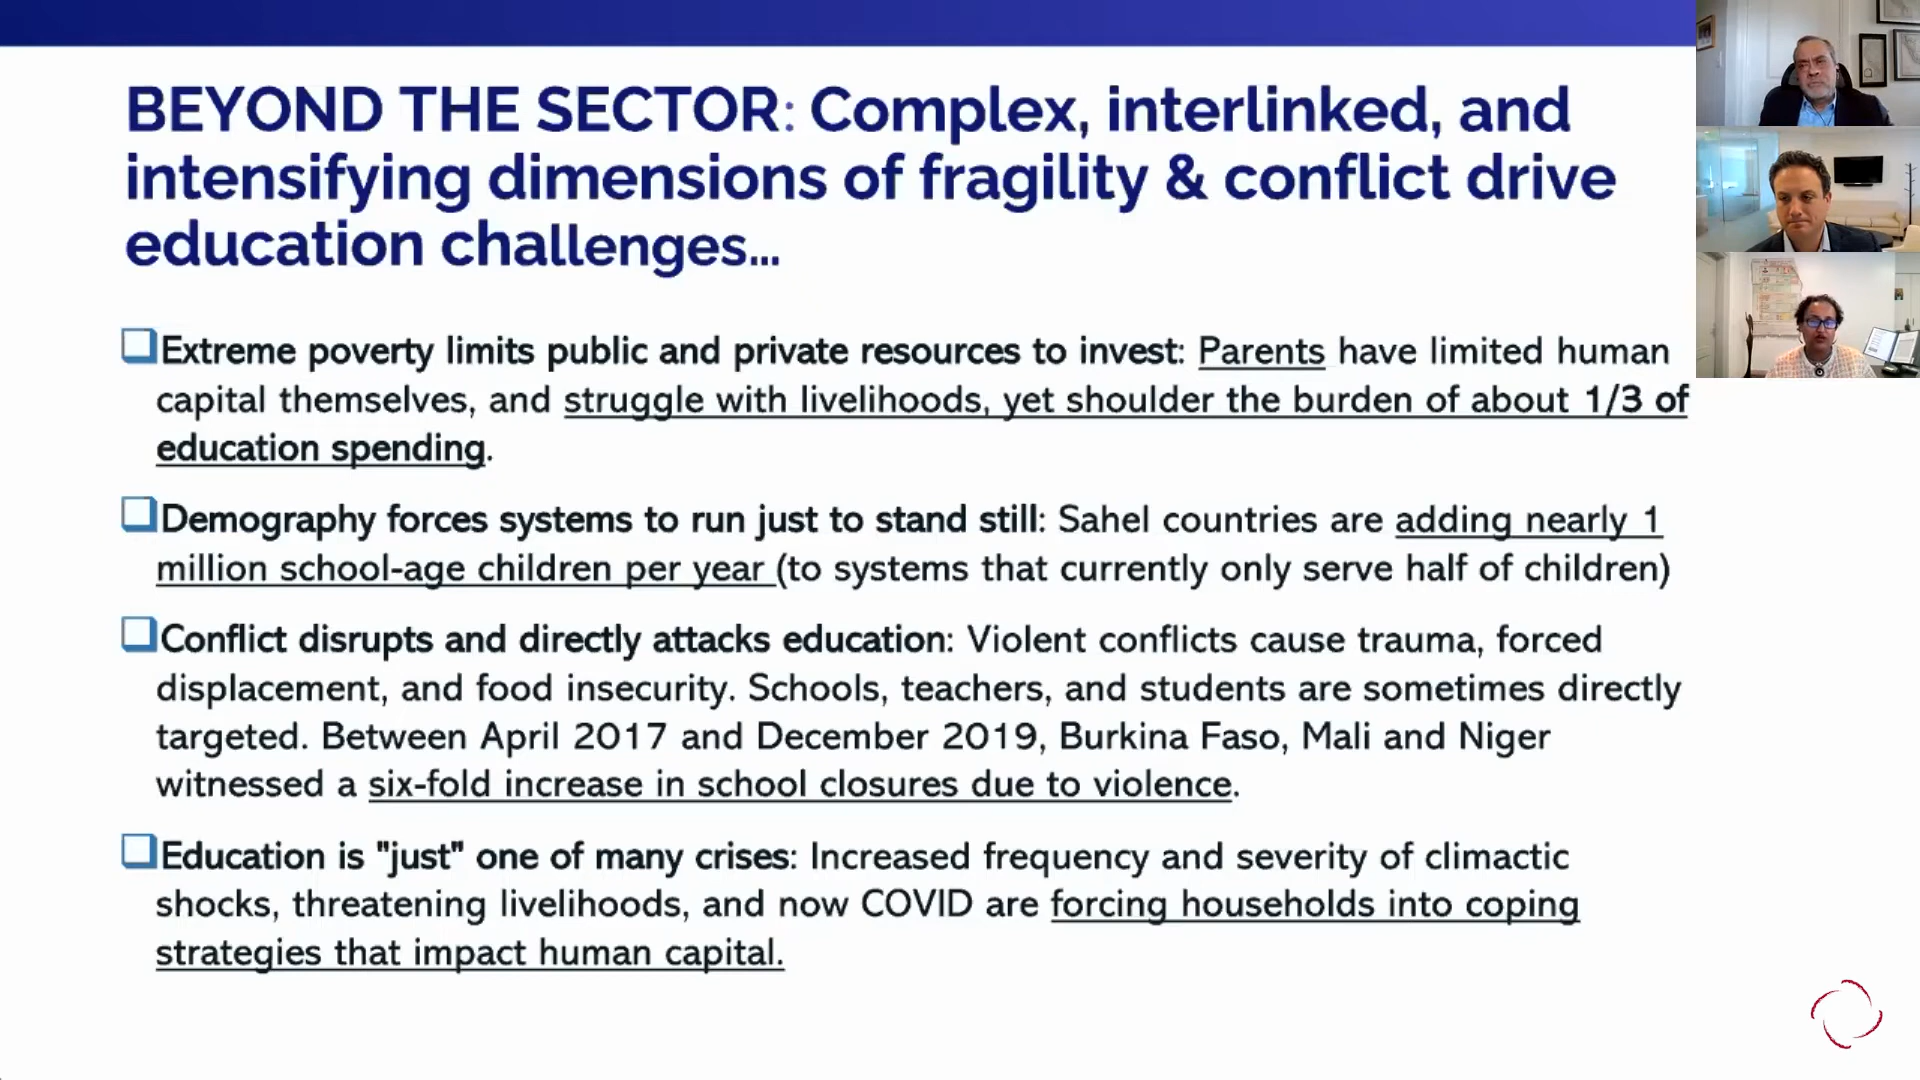 BEYOND THE SECTOR: Complex, interlinked, and
intensifying dimensions of fragility & conflict drive
education challenges...
Extreme poverty limits public and private resources to invest: Parents have limited human
capital themselves, and struggle with livelihoods, yet shoulder the burden of about 1/3 of
education spending.
Demography forces systems to run just to stand still: Sahel countries are adding nearly 1
million school-age children per year (to systems that currently only serve half of children)
Conflict disrupts and directly attacks education: Violent conflicts cause trauma, forced
displacement, and food insecurity. Schools, teachers, and students are sometimes directly
targeted. Between April 2017 and December 2019, Burkina Faso, Mali and Niger
witnessed a six-fold increase in school closures due to violence.
Education is "just" one of many crises: Increased frequency and severity of climactic
shocks, threatening livelihoods, and now COVID are forcing households into coping
strategies that impact human capital.